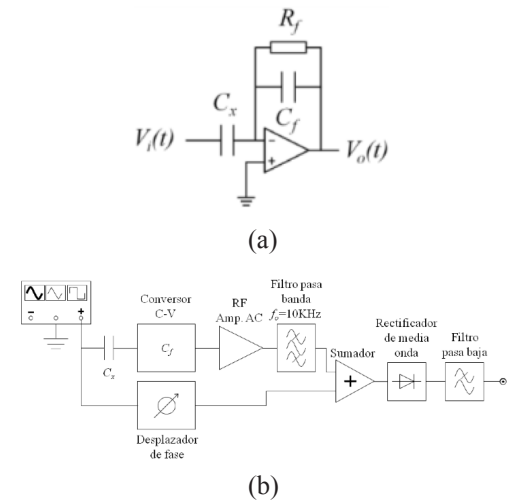 R_f
C_x
C_f
V_i(t)
-
+
V_o(t)
(a)
Filtro pasa
banda
f_o=10KHz
Conversor
C-V
RF
Amp. AC
Rectificador
de media
onda
Filtro
pasa baja
Sumador
-
+
C_x
C_f
+
Desplazador
de fase
(b)